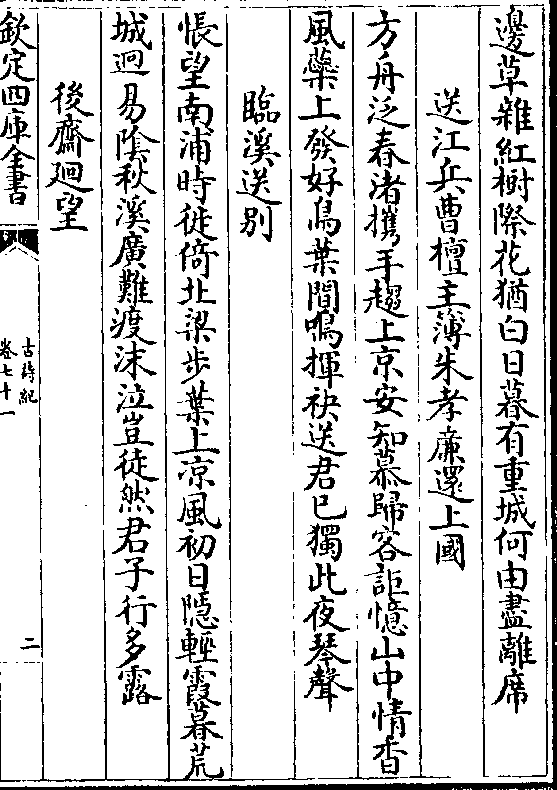 邊草雜紅樹際花猶白日暮有重城何由盡離席
送江兵曹檀主簿朱孝廉還上國
方舟泛春渚攜手趨上京安知慕歸客詎憶山中情香
風蘂上發好鳥葉間鳴揮袂送君已獨此夜琴聲
臨溪送別
悵望南浦時徙倚北梁步葉上涼風初日隱輕霞暮荒
城迥易陰秋溪廣難渡沫泣豈徒然君子行多露
後齋迴望
欽定四庫全書
古詩紀
卷七十一
二